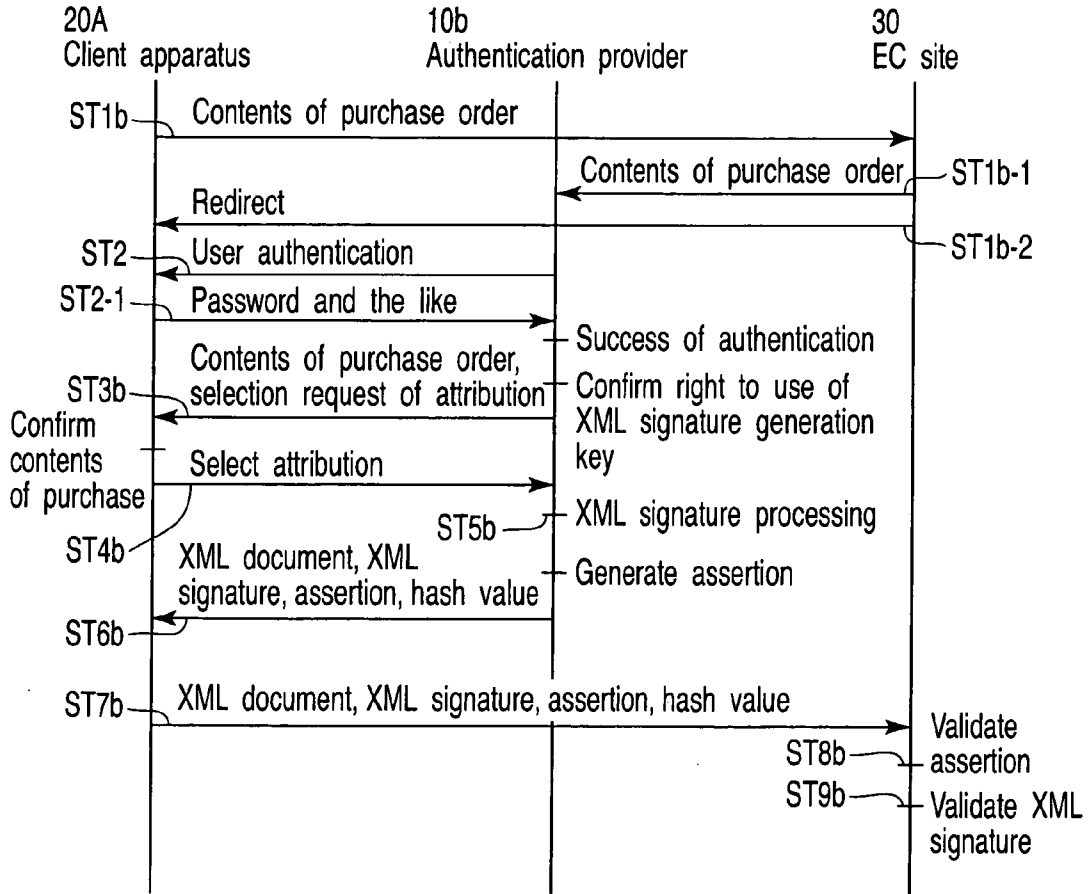 20A
Client apparatus
10b
Authentication provider
30
EC site
ST1b
Contents of purchase order
Contents of purchase order
ST1b-1
Redirect
ST1b-2
ST2
User authentication
ST2-1
Password and the like
Success of authentication
Contents of purchase order,
selection request of attribution
ST3b
Confirm right to use of
XML signature generation
key
Confirm
contents
of purchase
Select attribution
ST4b
ST5b
XML signature processing
XML document, XML
signature, assertion, hash value
Generate assertion
ST6b
ST7b
XML document, XML signature, assertion, hash value
Validate
assertion
ST8b
ST9b
Validate XML
signature